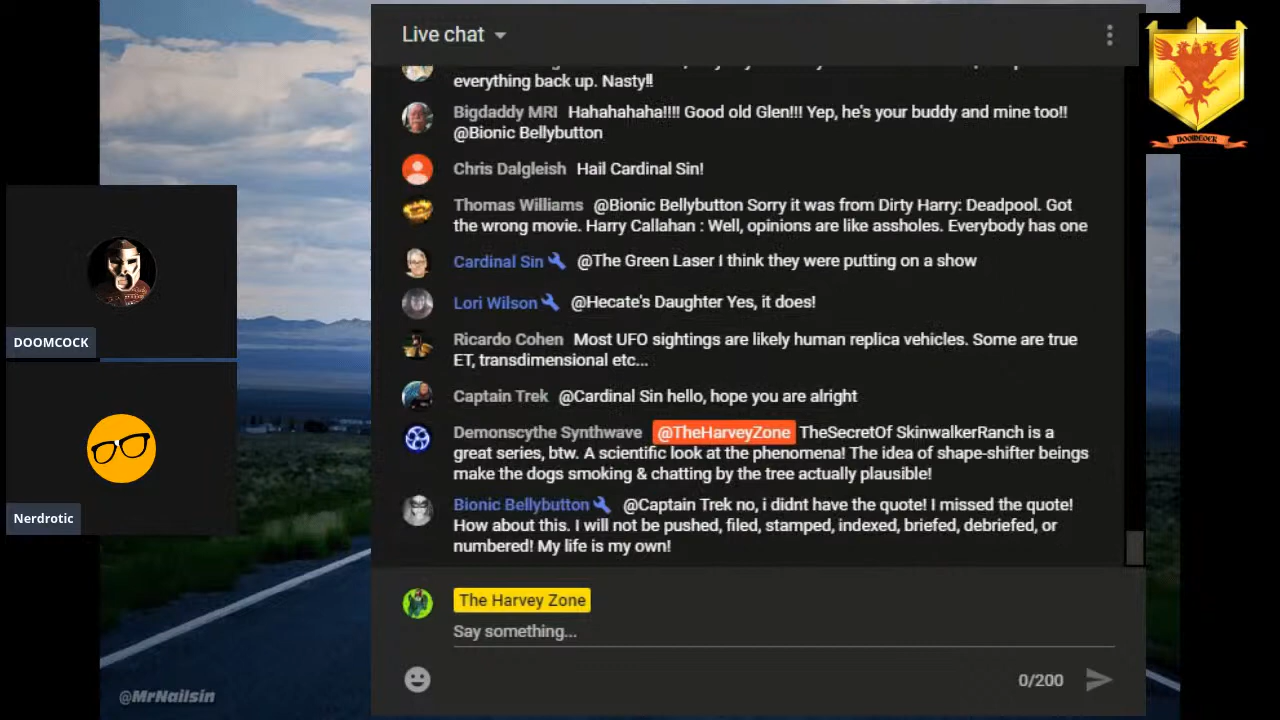 Live chat
everything back up. Nasty!!
Bigdaddy MRI Hahahahaha!!!! Good old Glen!!! Yep, he's your buddy and mine too!!
@Bionic Bellybutton
Chris Dalgleish Hail Cardinal Sin!
Thomas Williams @Bionic Bellybutton Sorry it was from Dirty Harry: Deadpool. Got
the wrong movie. Harry Callahan : Well, opinions are like assholes. Everybody has one
Cardinal Sin @The Green Laser I think they were putting on a show
Lori Wilson @Hecate's Daughter Yes, it does!
Ricardo Cohen Most UFO sightings are likely human replica vehicles. Some are true
ET, transdimensional etc...
Captain Trek @Cardinal Sin hello, hope you are alright
Demonscythe Synthwave @TheHarveyZone TheSecretOf SkinwalkerRanch is a
great series, btw. A scientific look at the phenomena! The idea of shape-shifter beings
make the dogs smoking & chatting by the tree actually plausible!
Bionic Bellybutton @Captain Trek no, i didnt have the quote! I missed the quote!
How about this. I will not be pushed, filed, stamped, indexed, briefed, debriefed, or
numbered! My life is my own!
The Harvey Zone
Say something...
0/200
DOOMCOCK
Nerdrotic
DOOMCOCK
@MrNailsin